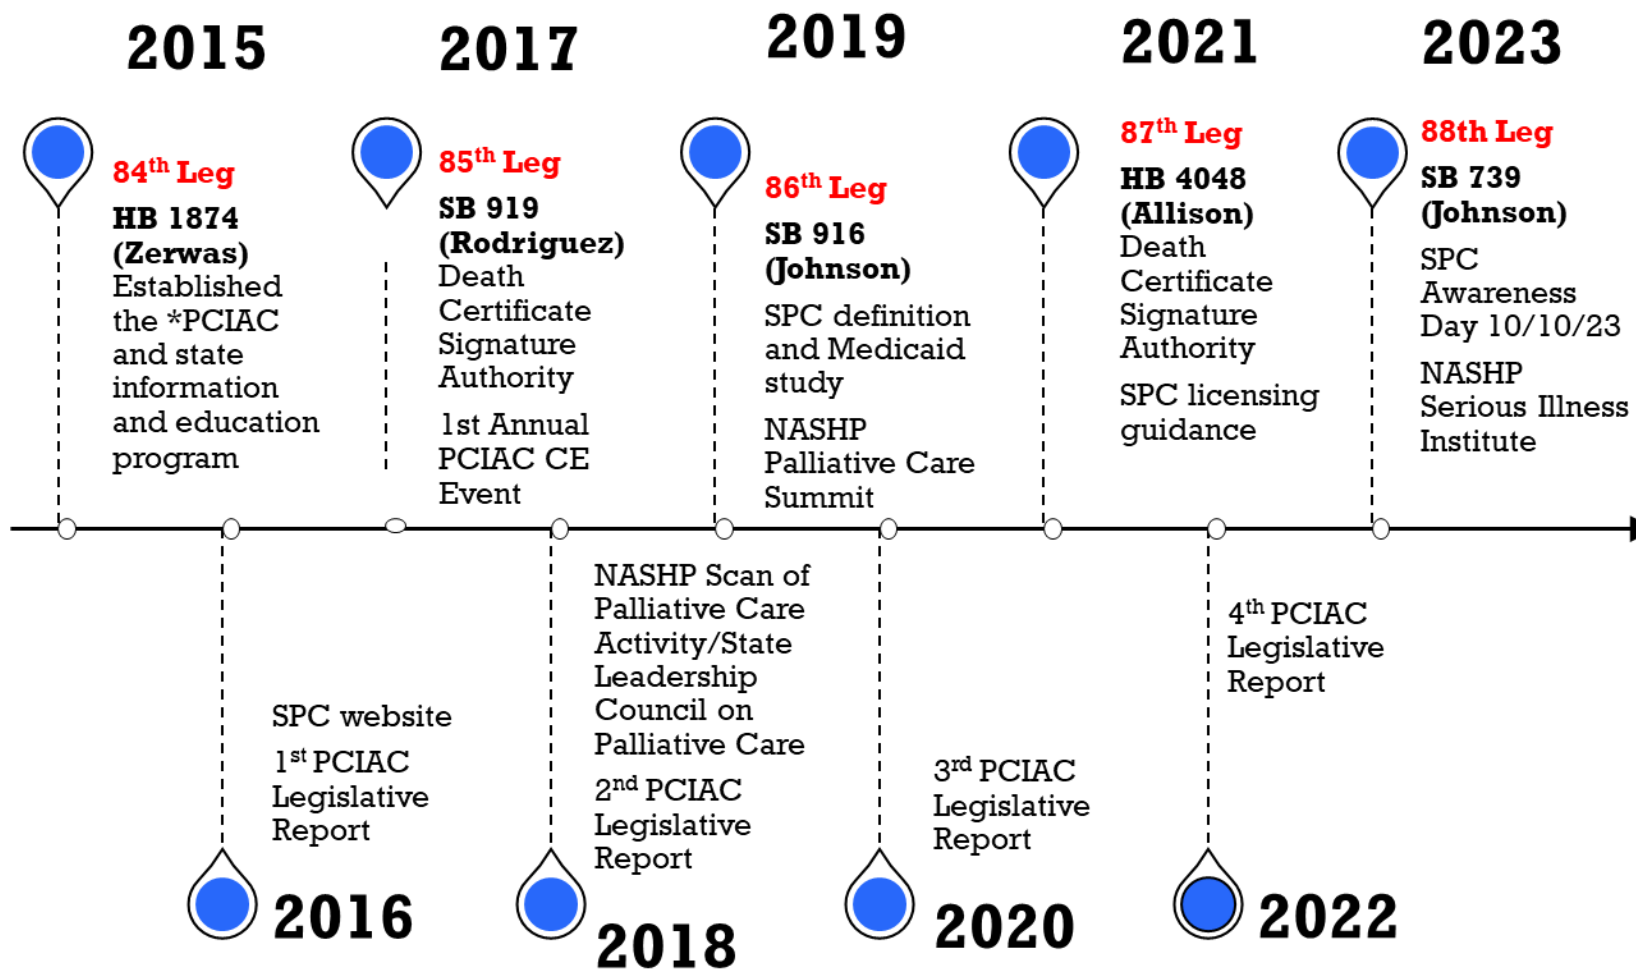 2015
84th Leg
HB 1874
(Zerwas)
Established
the *PCIAC
and state
information
and education
program
2017
85th Leg
SB 919
(Rodriguez)
Death
Certificate
Signature
Authority
1st Annual
PCIAC CE
Event
2019
86th Leg
SB 916
(Johnson)
SPC definition
and Medicaid
study
NASHP
Palliative Care
Summit
2021
87th Leg
HB 4048
(Allison)
Death
Certificate
Signature
Authority
SPC licensing
guidance
2023
88th Leg
SB 739
(Johnson)
SPC
Awareness
Day 10/10/23
NASHP
Serious Illness
Institute
SPC website
1st PCIAC
Legislative
Report
2016
NASHP Scan of
Palliative Care
Activity/State
Leadership
Council on
Palliative Care
2nd PCIAC
Legislative
Report
2018
3rd PCIAC
Legislative
Report
2020
4th PCIAC
Legislative
Report
2022